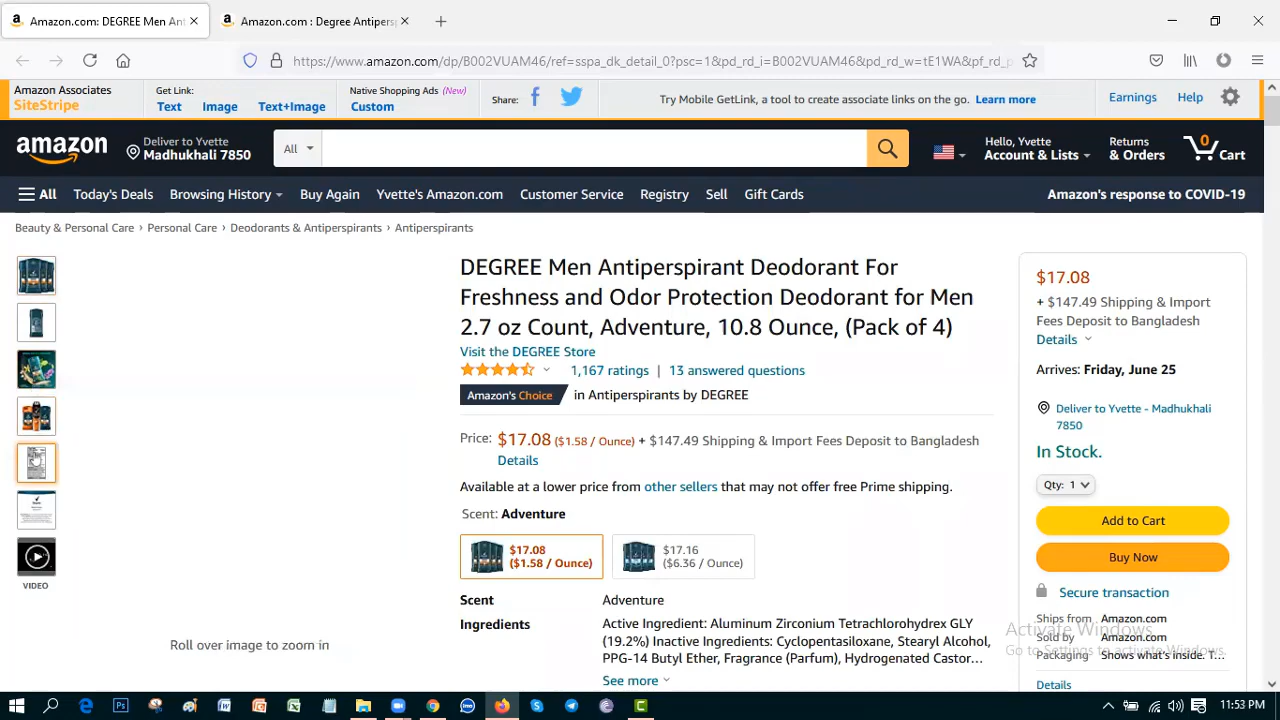 Amazon.com: DEGREE Men Ant
Amazon.com : Degree Antipersp
https://www.amazon.com/dp/B002VUAM46/ref=sspa_dk_detail_0?psc=1&pd_rd_i=B002VUAM46&pd_rd_w=tE1WA&pf_rd_p
Amazon Associates
SiteStripe
Get Link:
Text Image Text+Image
Native Shopping Ads (New)
Custom
Share:
Try Mobile GetLink, a tool to create associate links on the go. Learn more
Earnings Help
amazon
Deliver to Yvette
Madhukhali 7850
All
Hello, Yvette
Account & Lists
Returns
& Orders
0
Cart
All Today's Deals Browsing History Buy Again Yvette's Amazon.com Customer Service Registry Sell Gift Cards
Amazon's response to COVID-19
Beauty & Personal Care › Personal Care › Deodorants & Antiperspirants › Antiperspirants
VIDEO
Roll over image to zoom in
DEGREE Men Antiperspirant Deodorant For
Freshness and Odor Protection Deodorant for Men
2.7 oz Count, Adventure, 10.8 Ounce, (Pack of 4)
Visit the DEGREE Store
1,167 ratings | 13 answered questions
Amazon's Choice in Antiperspirants by DEGREE
Price: $17.08 ($1.58 / Ounce) + $147.49 Shipping & Import Fees Deposit to Bangladesh
Details
Available at a lower price from other sellers that may not offer free Prime shipping.
Scent: Adventure
$17.08
($1.58 / Ounce)
$17.16
($6.36 / Ounce)
Scent Adventure
Ingredients Active Ingredient: Aluminum Zirconium Tetrachlorohydrex GLY
(19.2%) Inactive Ingredients: Cyclopentasiloxane, Stearyl Alcohol,
PPG-14 Butyl Ether, Fragrance (Parfum), Hydrogenated Castor…
See more
$17.08
+ $147.49 Shipping & Import
Fees Deposit to Bangladesh
Details
Arrives: Friday, June 25
Deliver to Yvette - Madhukhali
7850
In Stock.
Qty: 1
Add to Cart
Buy Now
Secure transaction
Ships from Amazon.com
Sold by Amazon.com
Packaging Shows what's inside. T…
Details
Activate Windows
Go to Settings to activate Windows.
11:53 PM